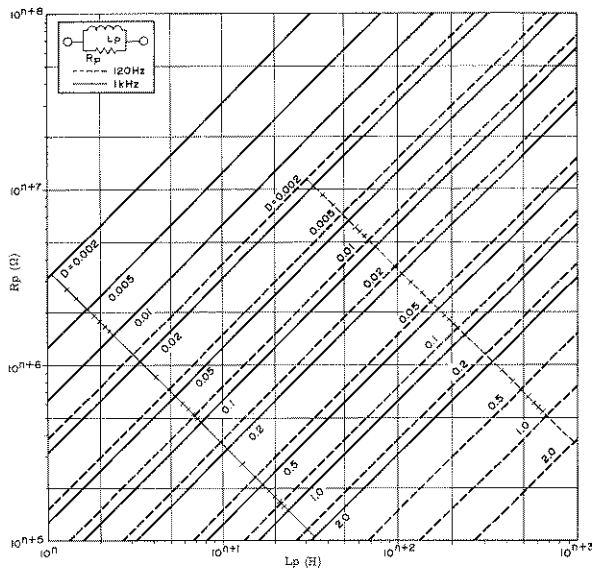 10ⁿ⁺⁸
Lp
Rp
120Hz
1kHz
10ⁿ⁺⁷
D=0.002
D=0.002
0.005
0.01
0.02
0.05
0.1
0.2
0.5
1.0
2.0
0.005
0.01
0.02
0.05
0.1
0.2
0.5
1.0
2.0
Rp (Ω)
10ⁿ⁺⁶
10ⁿ⁺⁵
10ⁿ
10ⁿ⁺¹
10ⁿ⁺²
10ⁿ⁺³
Lp (H)